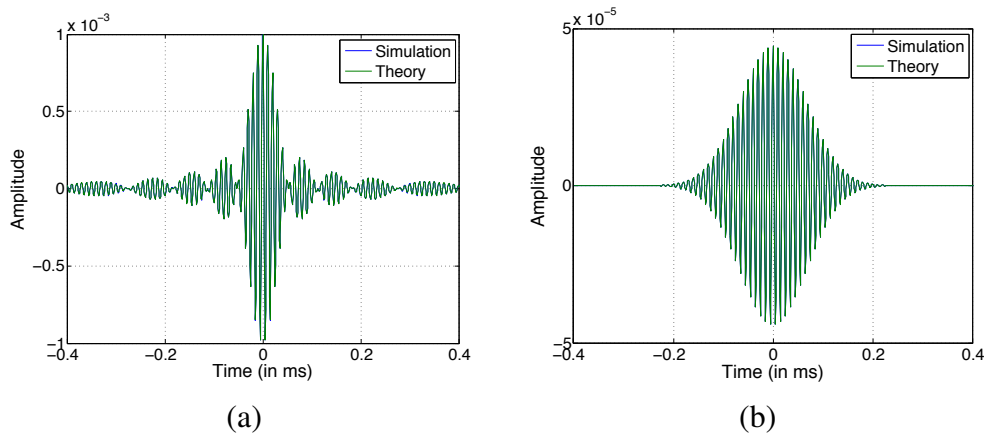 x 10⁻³
1
0.5
0
−0.5
−1
Amplitude
−0.4 −0.2 0 0.2 0.4
Time (in ms)
Simulation
Theory
(a)
x 10⁻⁵
5
0
−5
Amplitude
−0.4 −0.2 0 0.2 0.4
Time (in ms)
Simulation
Theory
(b)